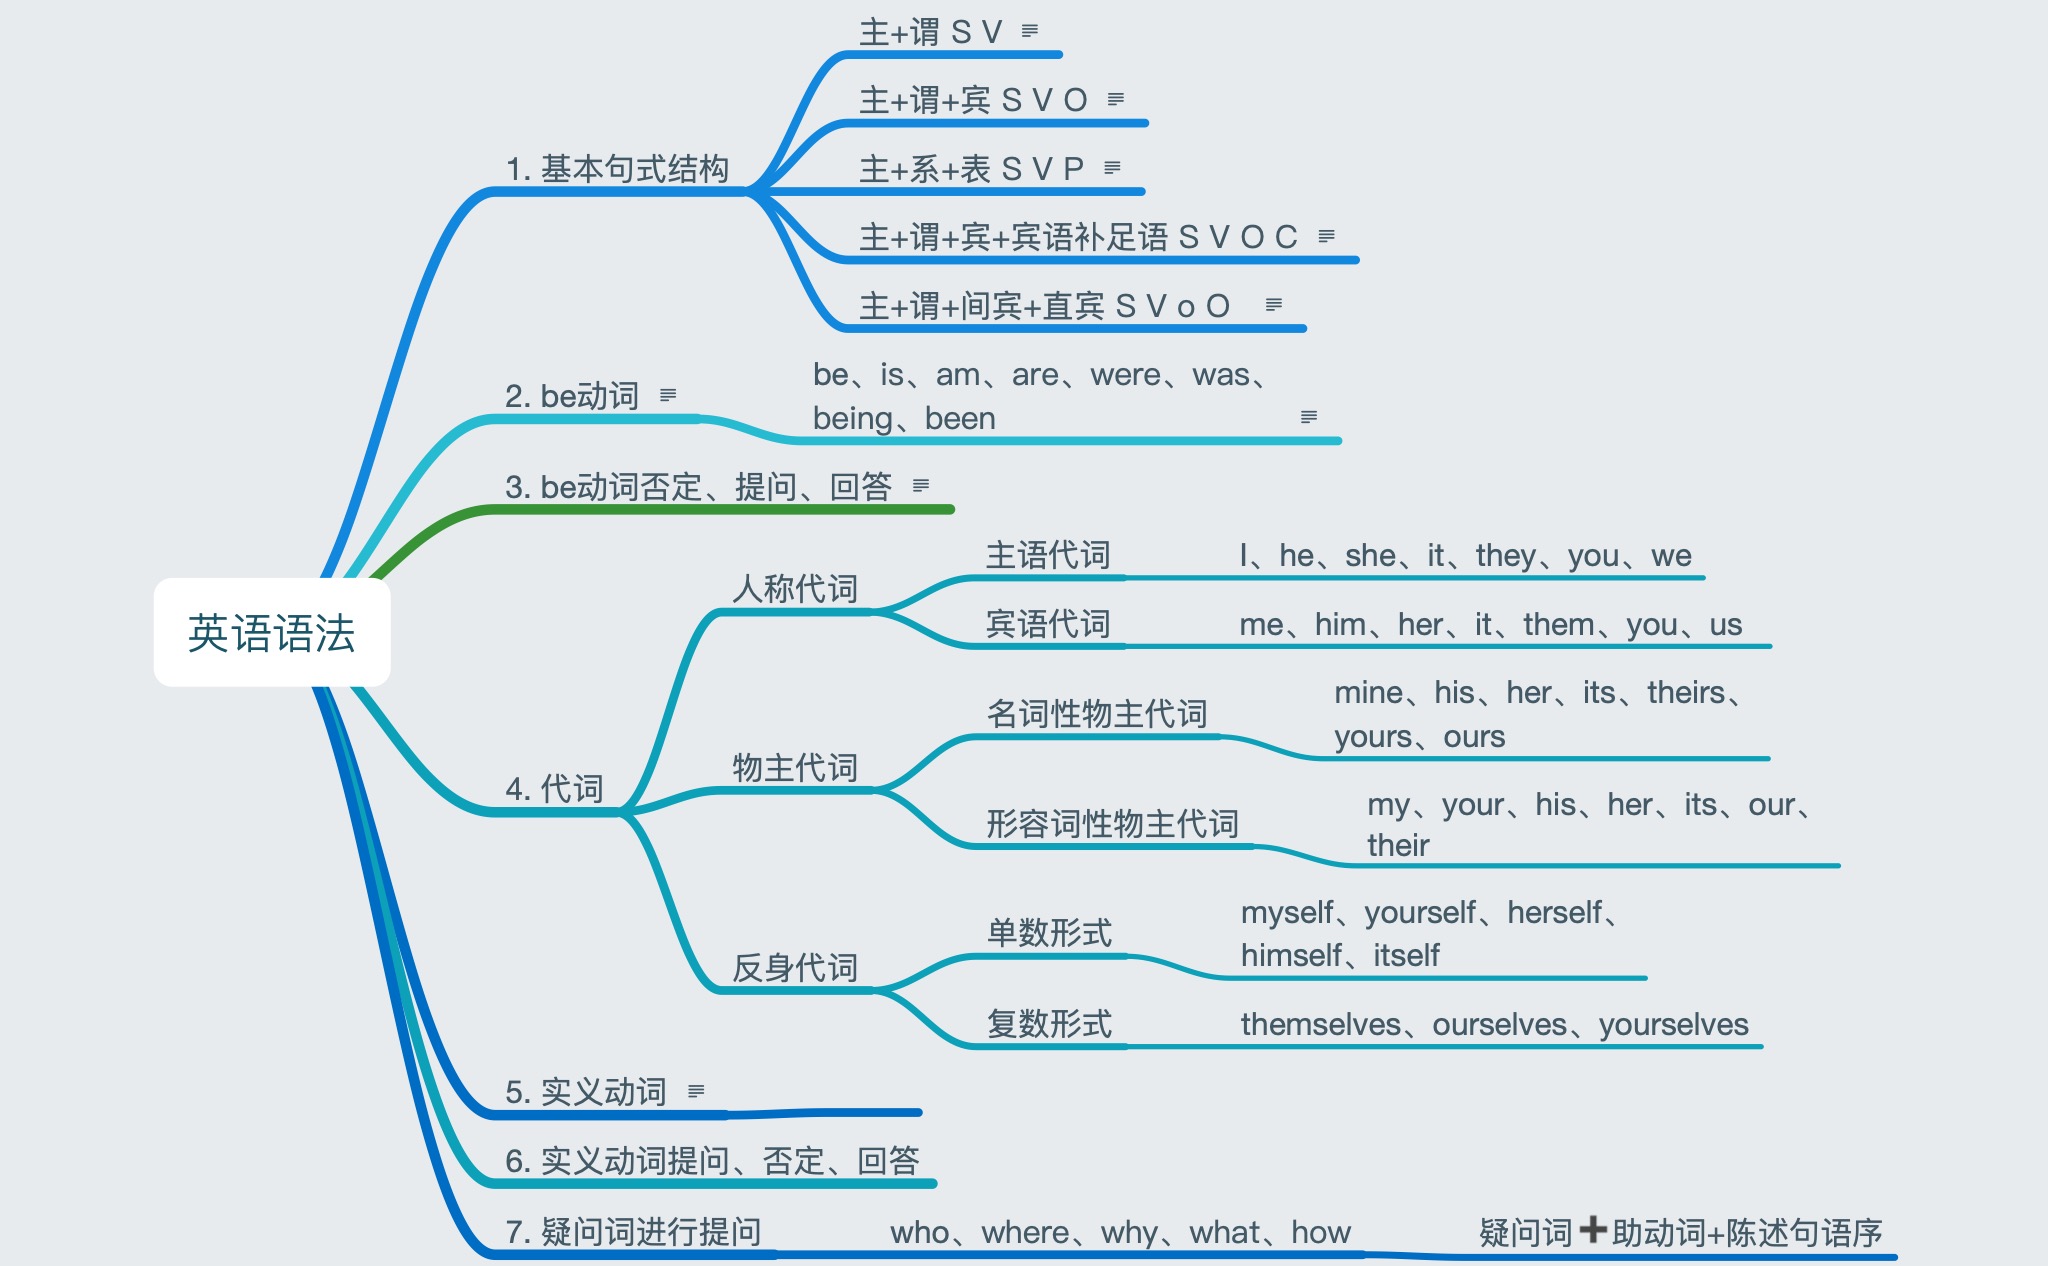 主+谓 S V
主+谓+宾 S V O
1. 基本句式结构
主+系+表 S V P
主+谓+宾+宾语补足语 S V O C
主+谓+间宾+直宾 S V o O
2. be动词
be、is、am、are、were、was、
being、been
3. be动词否定、提问、回答
英语语法
4. 代词
人称代词
主语代词
I、he、she、it、they、you、we
宾语代词
me、him、her、it、them、you、us
物主代词
名词性物主代词
mine、his、her、its、theirs、
yours、ours
形容词性物主代词
my、your、his、her、its、our、
their
反身代词
单数形式
myself、yourself、herself、
himself、itself
复数形式
themselves、ourselves、yourselves
5. 实义动词
6. 实义动词提问、否定、回答
7. 疑问词进行提问
who、where、why、what、how
疑问词➕助动词+陈述句语序